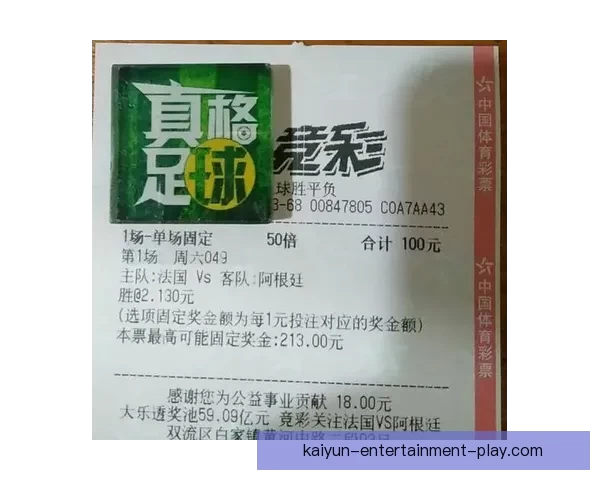 真格
足球
竞彩
球胜平负
3-68 00847805 C0A7AA43
1场-单场固定 50倍 合计 100元
第1场 周六049
主队:法国 Vs 客队:阿根廷
胜@2.130元
(选项固定奖金额为每1元投注对应的奖金额)
本票最高可能固定奖金:213.00元
感谢您为公益事业贡献 18.00元
大乐透奖池59.09亿元 竞彩关注法国VS阿根廷
双流区白家镇黄河中路二段
中国体育彩票
中国体育彩票
kaiyun-entertainment-play.com